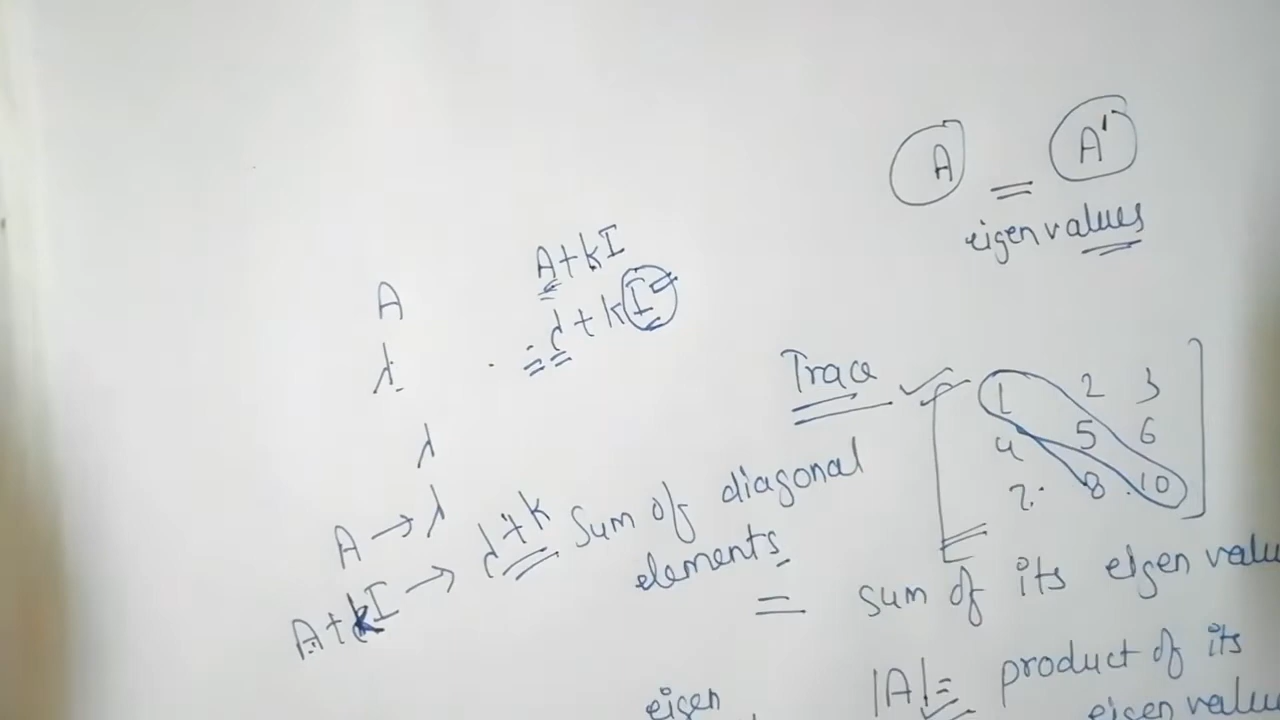 A = A'
eigen values
A+kI
λ+kI
A
λ
Trace
1 2 3
4 5 6
7 8 10
λ
A → λ
A+kI → λ+k
Sum of diagonal
elements
= sum of its eigen valu
|A| = product of its
eigen valu
eigen